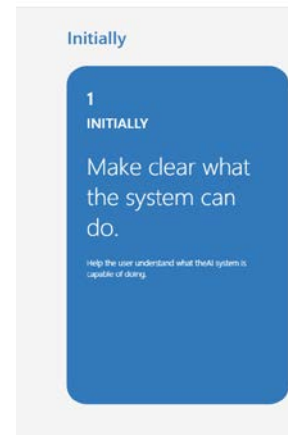 Initially
1
INITIALLY
Make clear what
the system can
do.
Help the user understand what theAI system is
capable of doing.